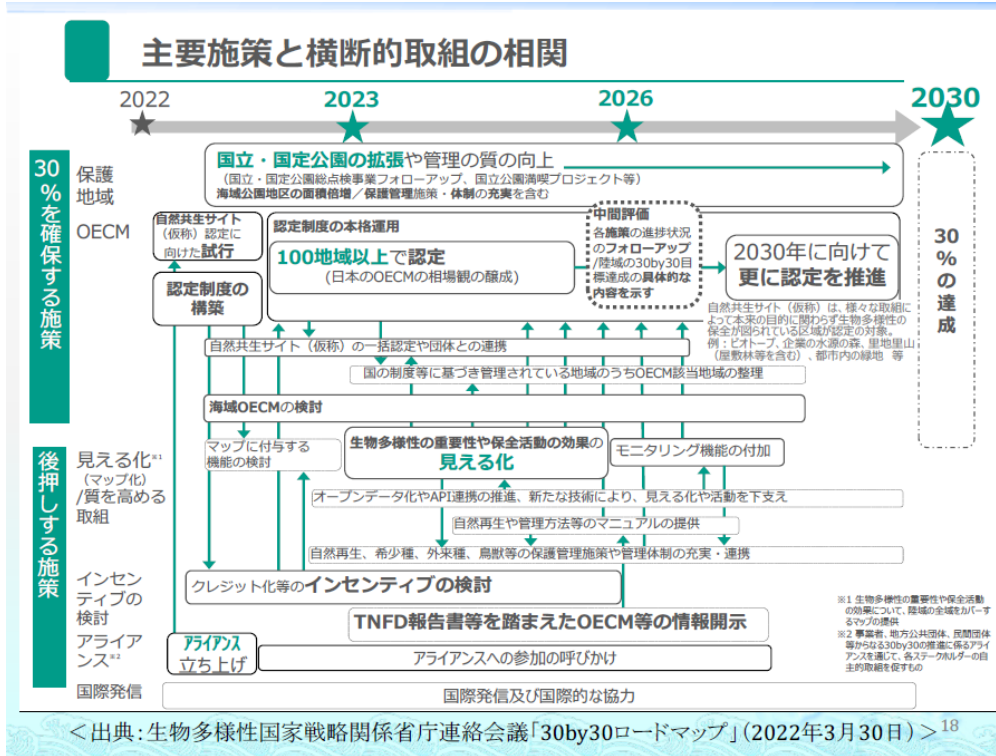 主要施策と横断的取組の相関
2022
2023
2026
2030
30%を確保する施策
保護
地域
国立・国定公園の拡張や管理の質の向上
（国立・国定公園総点検事業フォローアップ、国立公園満喫プロジェクト等）
海域公園地区の面積倍増／保護管理施策・体制の充実を含む
OECM
自然共生サイト
（仮称）認定に
向けた試行
認定制度の
構築
認定制度の本格運用
100地域以上で認定
（日本のOECMの相場観の醸成）
中間評価
各施策の進捗状況
のフォローアップ
/陸域の30by30目
標達成の具体的な
内容を示す
2030年に向けて
更に認定を推進
自然共生サイト（仮称）は、様々な取組に
よって本来の目的に関わらず生物多様性の
保全が図られている区域が認定の対象。
例：ビオトープ、企業の水源の森、里地里山
（屋敷林等を含む）、都市内の緑地　等
30%の達成
自然共生サイト（仮称）の一括認定や団体との連携
国の制度等に基づき管理されている地域のうちOECM該当地域の整理
海域OECMの検討
後押しする施策
見える化※1
（マップ化）
/質を高める
取組
マップに付与する
機能の検討
生物多様性の重要性や保全活動の効果の
見える化
モニタリング機能の付加
オープンデータ化やAPI連携の推進、新たな技術により、見える化や活動を下支え
自然再生や管理方法等のマニュアルの提供
自然再生、希少種、外来種、鳥獣等の保護管理施策や管理体制の充実・連携
インセン
ティブの
検討
クレジット化等のインセンティブの検討
TNFD報告書等を踏まえたOECM等の情報開示
アライア
ンス※2
アライアンス
立ち上げ
アライアンスへの参加の呼びかけ
国際発信
国際発信及び国際的な協力
※1 生物多様性の重要性や保全活動
の効果について、陸域の全域をカバーす
るマップの提供
※2 事業者、地方公共団体、民間団体
等からなる30by30の推進に係るアライ
アンスを通じて、各ステークホルダーの自
主的取組を促すもの
＜出典：生物多様性国家戦略関係省庁連絡会議「30by30ロードマップ」（2022年3月30日）＞
18